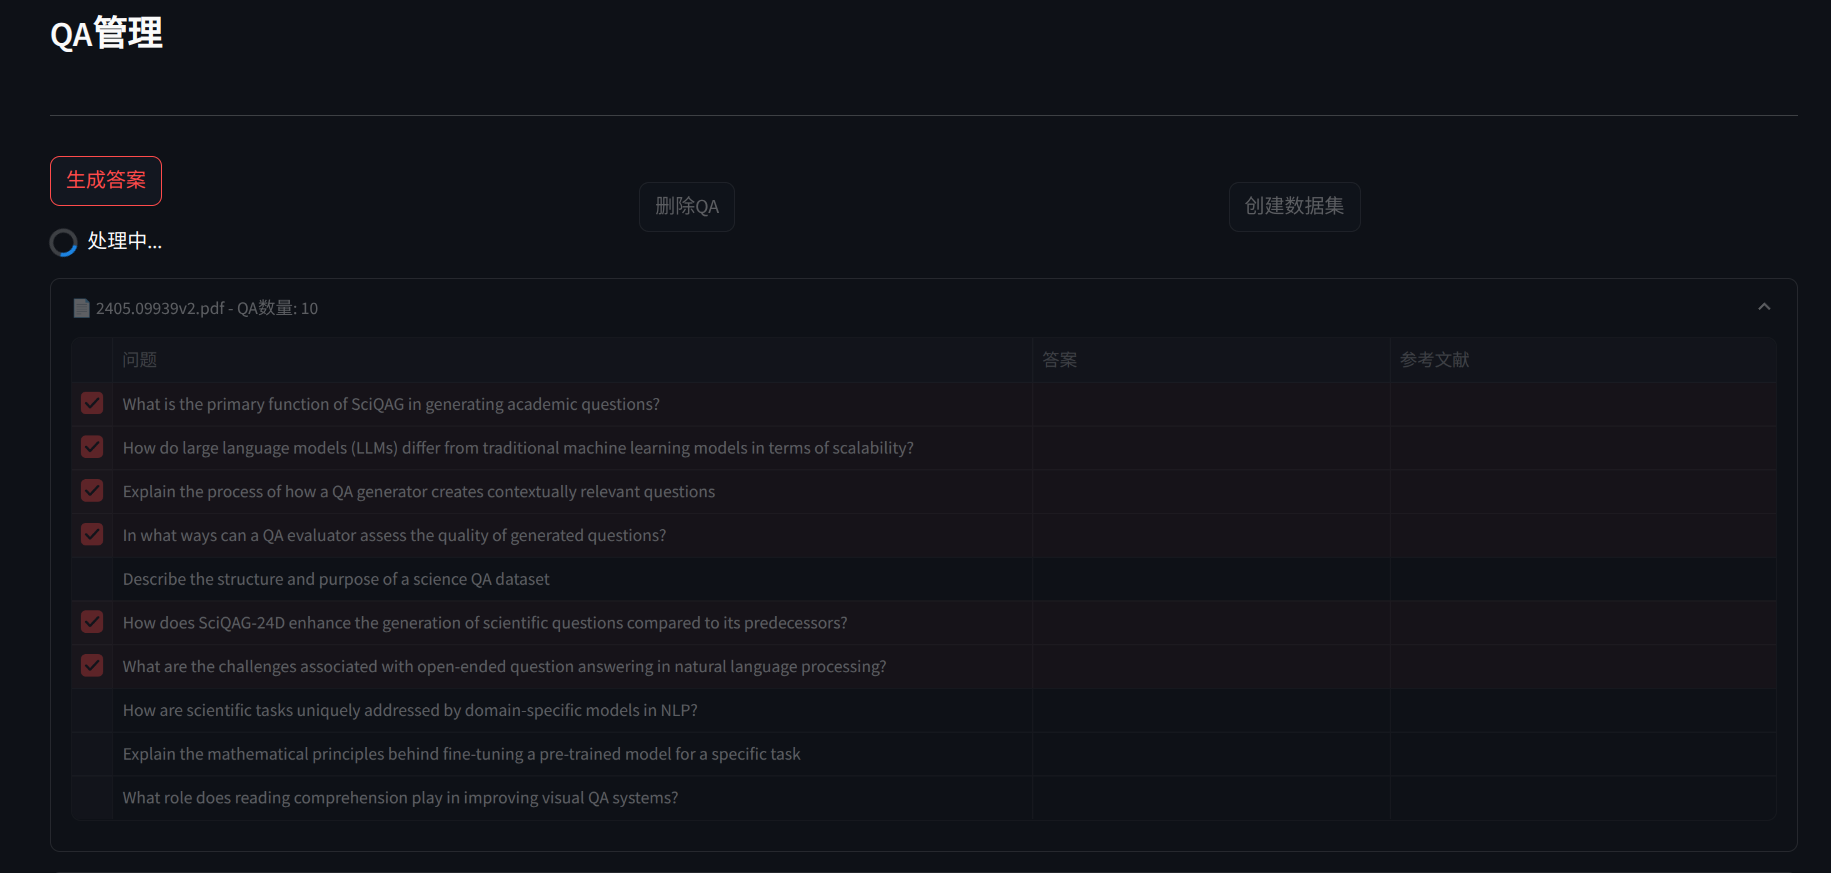 QA管理
生成答案
删除QA
创建数据集
处理中...
2405.09939v2.pdf - QA数量: 10
问题 答案 参考文献
What is the primary function of SciQAG in generating academic questions?
How do large language models (LLMs) differ from traditional machine learning models in terms of scalability?
Explain the process of how a QA generator creates contextually relevant questions
In what ways can a QA evaluator assess the quality of generated questions?
Describe the structure and purpose of a science QA dataset
How does SciQAG-24D enhance the generation of scientific questions compared to its predecessors?
What are the challenges associated with open-ended question answering in natural language processing?
How are scientific tasks uniquely addressed by domain-specific models in NLP?
Explain the mathematical principles behind fine-tuning a pre-trained model for a specific task
What role does reading comprehension play in improving visual QA systems?